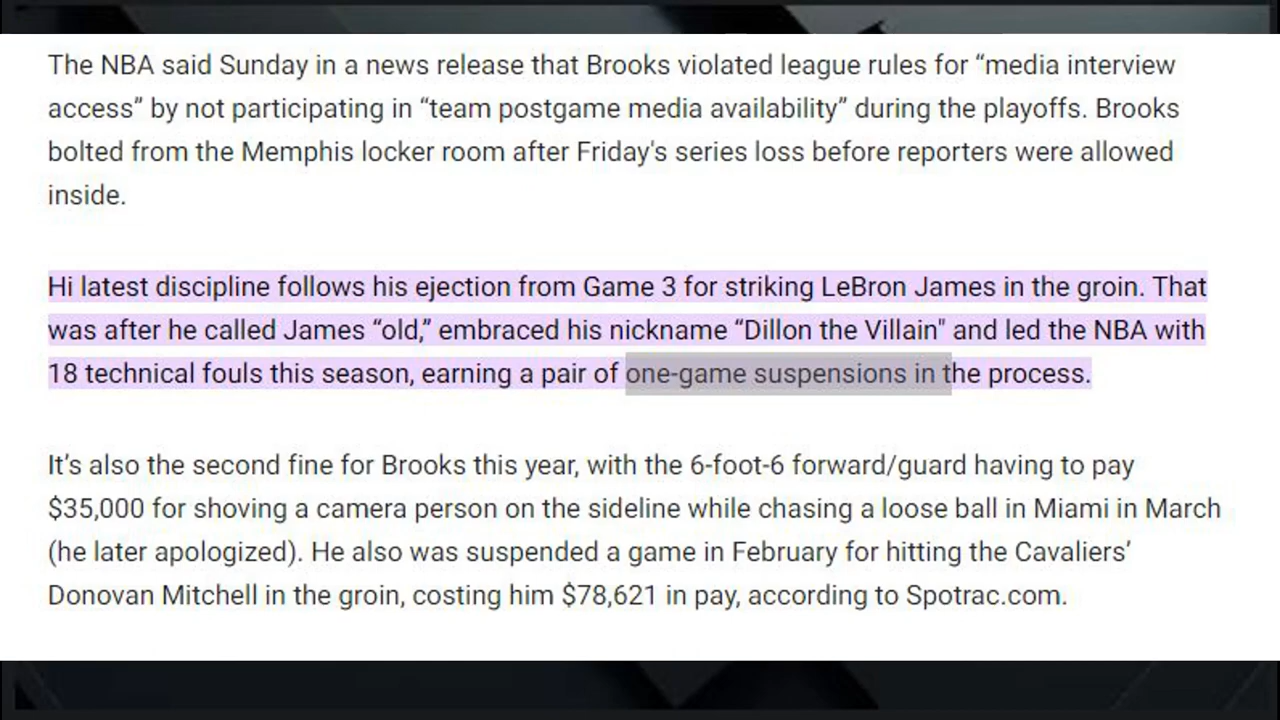 The NBA said Sunday in a news release that Brooks violated league rules for “media interview
access” by not participating in “team postgame media availability” during the playoffs. Brooks
bolted from the Memphis locker room after Friday's series loss before reporters were allowed
inside.
Hi latest discipline follows his ejection from Game 3 for striking LeBron James in the groin. That
was after he called James “old,” embraced his nickname “Dillon the Villain" and led the NBA with
18 technical fouls this season, earning a pair of one-game suspensions in the process.
It’s also the second fine for Brooks this year, with the 6-foot-6 forward/guard having to pay
$35,000 for shoving a camera person on the sideline while chasing a loose ball in Miami in March
(he later apologized). He also was suspended a game in February for hitting the Cavaliers’
Donovan Mitchell in the groin, costing him $78,621 in pay, according to Spotrac.com.